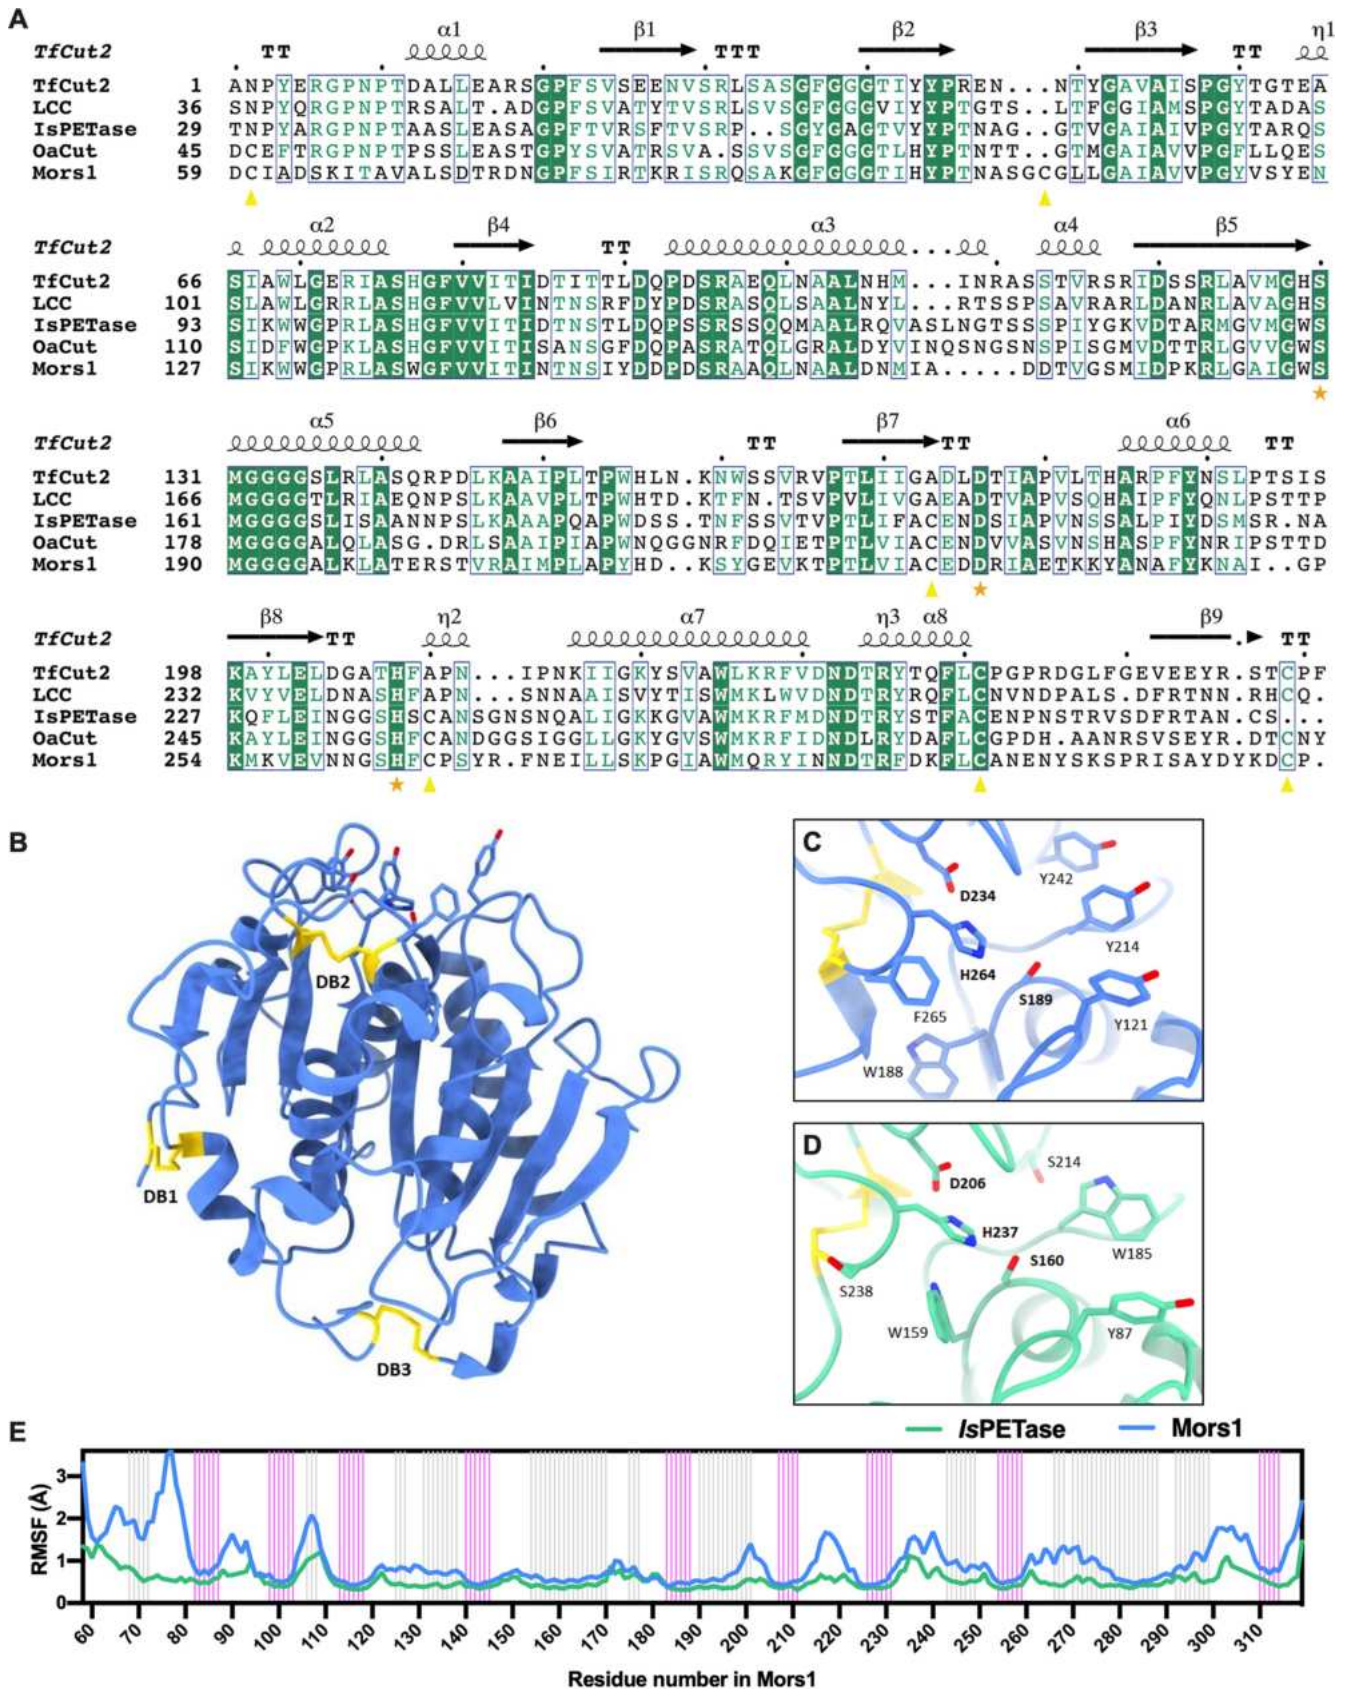 A
TfCut2 TT α1 β1 TTT β2 β3 TT η1
TfCut2 1 ANPYERGPNPTDALLEARSGPFSVSEENVSRLSASGFGGGTIYYPREN...NTYGAVAISPGYTGTEA
LCC 36 SNPYQRGPNPTRSALT.ADGPFSVATYTVSRLSVSGFGGGVIYYPTGTS..LTFGGIAMSPGYTADAS
IsPETase 29 TNPYARGPNPTAASLEASAGPFTVRSFTVSRP..SGYGAGTVYYPTNAG..GTVGAIAIVPGYTARQS
OaCut 45 DCEFTRGPNPTPSSLEASTGPYSVATRSVA.SSVSGFGGGTLHYPTNTT..GTMGAIAVVPGFLLQES
Mors1 59 DCIADSKITAVALSDTRDNGPFSIRTKRISRQSAKGFGGGTIHYPTNASGCGLLGAIAVVPGYVSYEN
TfCut2 α2 β4 TT α3 ... α4 β5
TfCut2 66 SIAWLGERIASHGFVVITIDTITTLDQPDSRAEQLNAALNHM...INRASSTVRSRIDSSRLAVMGHS
LCC 101 SLAWLGRRLASHGFVVLVINTNSRFDYPDSRASQLSAALNYL...RTSSPSAVRARLDANRLAVAGHS
IsPETase 93 SIKWWGPRLASHGFVVITIDTNSTLDQPSSRSSQQMAALRQVASLNGTSSSPIYGKVDTARMGVMGWS
OaCut 110 SIDFWGPKLASHGFVVITISANSGFDQPASRATQLGRALDYVINQSNGSNSPISGMVDTTRLGVVGWS
Mors1 127 SIKWWGPRLASWGFVVITINTNSIYDDPDSRAAQLNAALDNMIA.....DDTVGSMIDPKRLGAIGWS
TfCut2 α5 β6 TT β7 TT α6 TT
TfCut2 131 MGGGGSLRLASQRPDLKAAIPLTPWHLN.KNWSSVRVPTLIIGADLDTIAPVLTHARPFYNSLPTSIS
LCC 166 MGGGGTLRIAEQNPSLKAAVPLTPWHTD.KTFN.TSVPVLIVGAEADTVAPVSQHAIPFYQNLPSTTP
IsPETase 161 MGGGGSLISAANNPSLKAAAPQAPWDSS.TNFSSVTVPTLIFACENDSIAPVNSSALPIYDSMSR.NA
OaCut 178 MGGGGALQLASG.DRLSAAIPIAPWNQGGNRFDQIETPTLVIACENDVVASVNSHASPFYNRIPSTTD
Mors1 190 MGGGGALKLATERSTVRAIMPLAPYHD..KSYGEVKTPTLVIACEDDRIAETKKYANAFYKNAI..GP
TfCut2 β8 TT η2 α7 η3 α8 β9 . TT
TfCut2 198 KAYLELDGATHFAPN...IPNKIIGKYSVAWLKRFVDNDTRYTQFLCPGPRDGLFGEVEEYR.STCPF
LCC 232 KVYVELDNASHFAPN...SNNAAISVYTISWMKLWVDNDTRYRQFLCNVNDPALS.DFRTNN.RHCQ.
IsPETase 227 KQFLEINGGSHSCANSGNSNQALIGKKGVAWMKRFMDNDTRYSTFACENPNSTRVSDFRTAN.CS...
OaCut 245 KAYLEINGGSHFCANDGGSIGGLLGKYGVSWMKRFIDNDLRYDAFLCGPDH.AANRSVSEYR.DTCNY
Mors1 254 KMKVEVNNGSHFCPSYR.FNEILLSKPGIAWMQRYINNDTRFDKFLCANENYSKSPRISAYDYKDCP.
B
DB2
DB1
DB3
C
Y242
D234
Y214
H264
S189
F265
Y121
W188
D
S214
D206
H237
W185
S160
S238
W159
Y87
E
IsPETase Mors1
RMSF (Å)
3
2
1
0
60 70 80 90 100 110 120 130 140 150 160 170 180 190 200 210 220 230 240 250 260 270 280 290 300 310
Residue number in Mors1